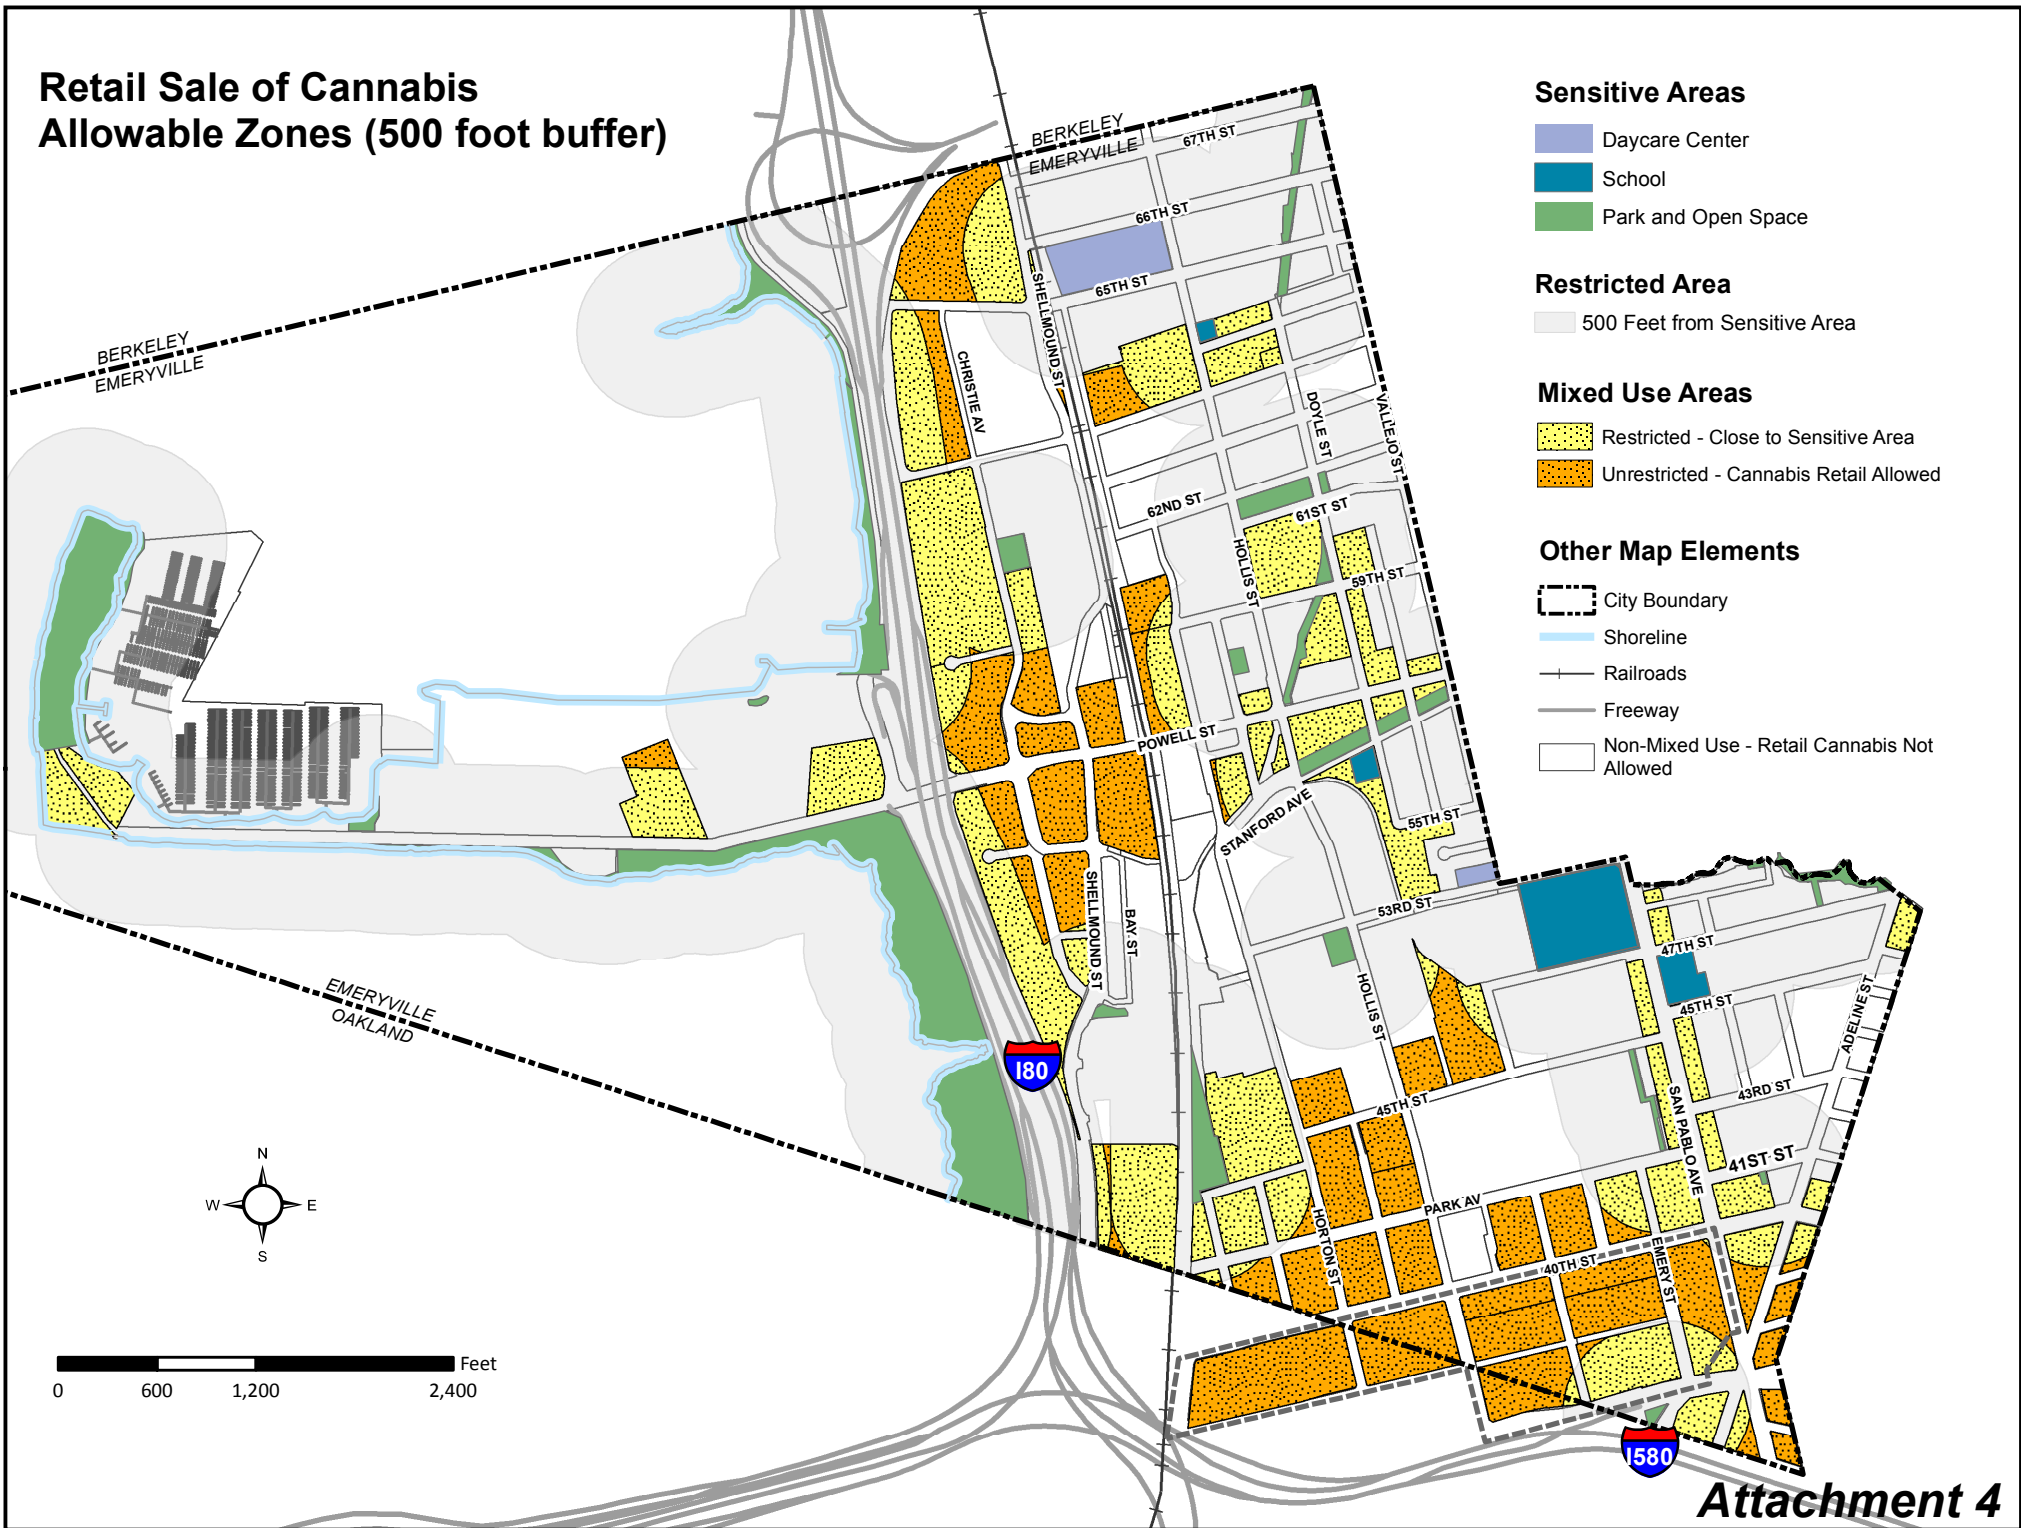 Retail Sale of Cannabis
Allowable Zones (500 foot buffer)
Sensitive Areas
Daycare Center
School
Park and Open Space
Restricted Area
500 Feet from Sensitive Area
Mixed Use Areas
Restricted - Close to Sensitive Area
Unrestricted - Cannabis Retail Allowed
Other Map Elements
City Boundary
Shoreline
Railroads
Freeway
Non-Mixed Use - Retail Cannabis Not
Allowed
BERKELEY
EMERYVILLE
67TH ST
66TH ST
65TH ST
SHELLMOUND ST
BERKELEY
EMERYVILLE
CHRISTIE AV
DOYLE ST
VALLEJO ST
62ND ST
61ST ST
HOLLIS ST
59TH ST
POWELL ST
STANFORD AVE
55TH ST
SHELLMOUND ST
BAY ST
53RD ST
47TH ST
45TH ST
HOLLIS ST
ADELINE ST
EMERYVILLE
OAKLAND
I80
45TH ST
SAN PABLO AVE
43RD ST
41ST ST
PARK AV
HORTON ST
40TH ST
EMERY ST
N
W
E
S
Feet
0
600
1,200
2,400
I580
Attachment 4